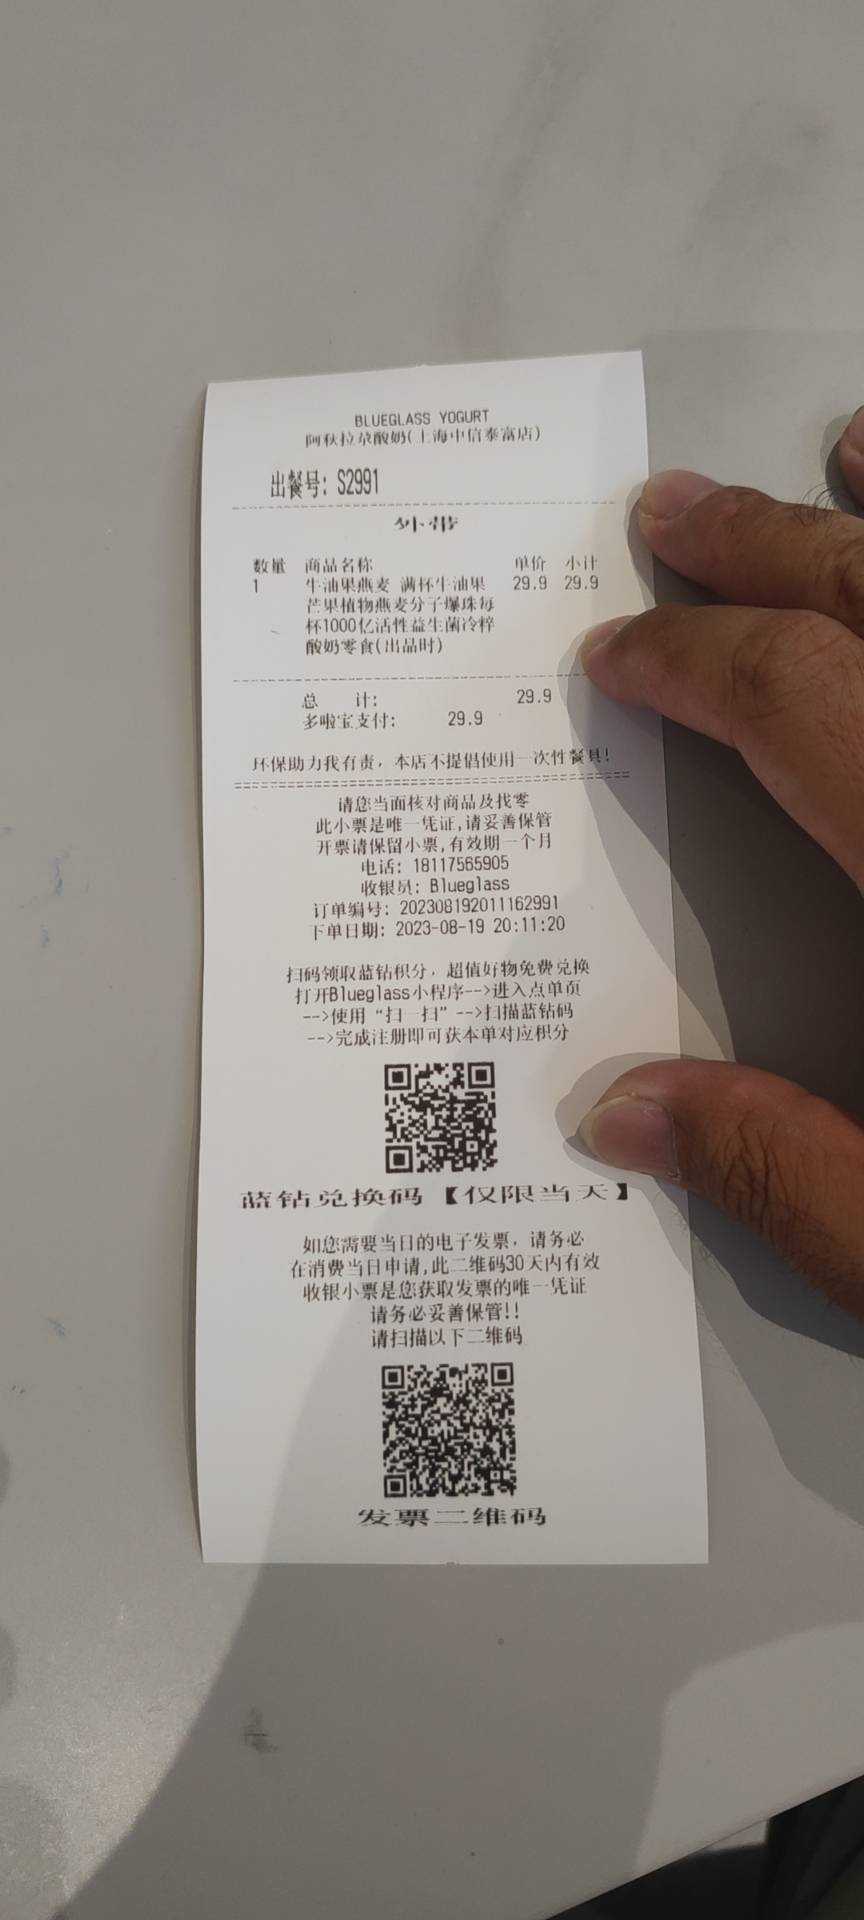 BLUEGLASS YOGURT
阿秋拉尕酸奶(上海中信泰富店)
出餐号: S2991
外带
数量 商品名称 单价 小计
1 牛油果燕麦 满杯牛油果 29.9 29.9
芒果植物燕麦分子爆珠每
杯1000亿活性益生菌冷粹
酸奶零食(出品时)
总 计: 29.9
多啦宝支付: 29.9
环保助力我有责，本店不提倡使用一次性餐具!
请您当面核对商品及找零
此小票是唯一凭证,请妥善保管
开票请保留小票,有效期一个月
电话: 18117565905
收银员: Blueglass
订单编号: 202308192011162991
下单日期: 2023-08-19 20:11:20
扫码领取蓝钻积分，超值好物免费兑换
打开Blueglass小程序-->进入点单页
-->使用“扫一扫”-->扫描蓝钻码
-->完成注册即可获本单对应积分
蓝钻兑换码【仅限当天】
如您需要当日的电子发票，请务必
在消费当日申请,此二维码30天内有效
收银小票是您获取发票的唯一凭证
请务必妥善保管!!
请扫描以下二维码
发票二维码